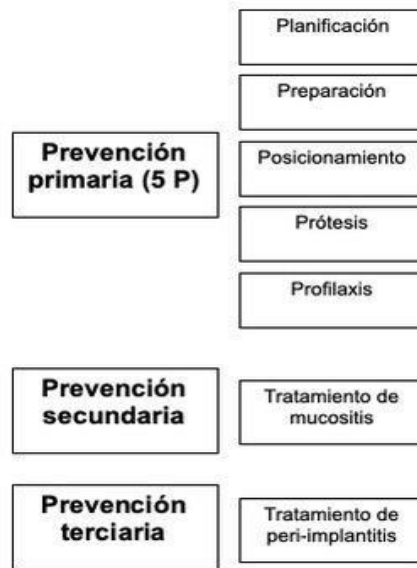 Planificación
Preparación
Prevención
primaria (5 P)
Posicionamiento
Prótesis
Profilaxis
Prevención
secundaria
Tratamiento de
mucositis
Prevención
terciaria
Tratamiento de
peri-implantitis